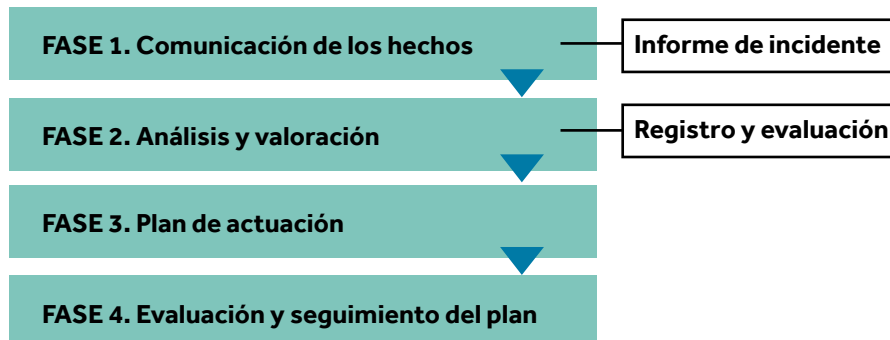 FASE 1. Comunicación de los hechos
Informe de incidente
FASE 2. Análisis y valoración
Registro y evaluación
FASE 3. Plan de actuación
FASE 4. Evaluación y seguimiento del plan